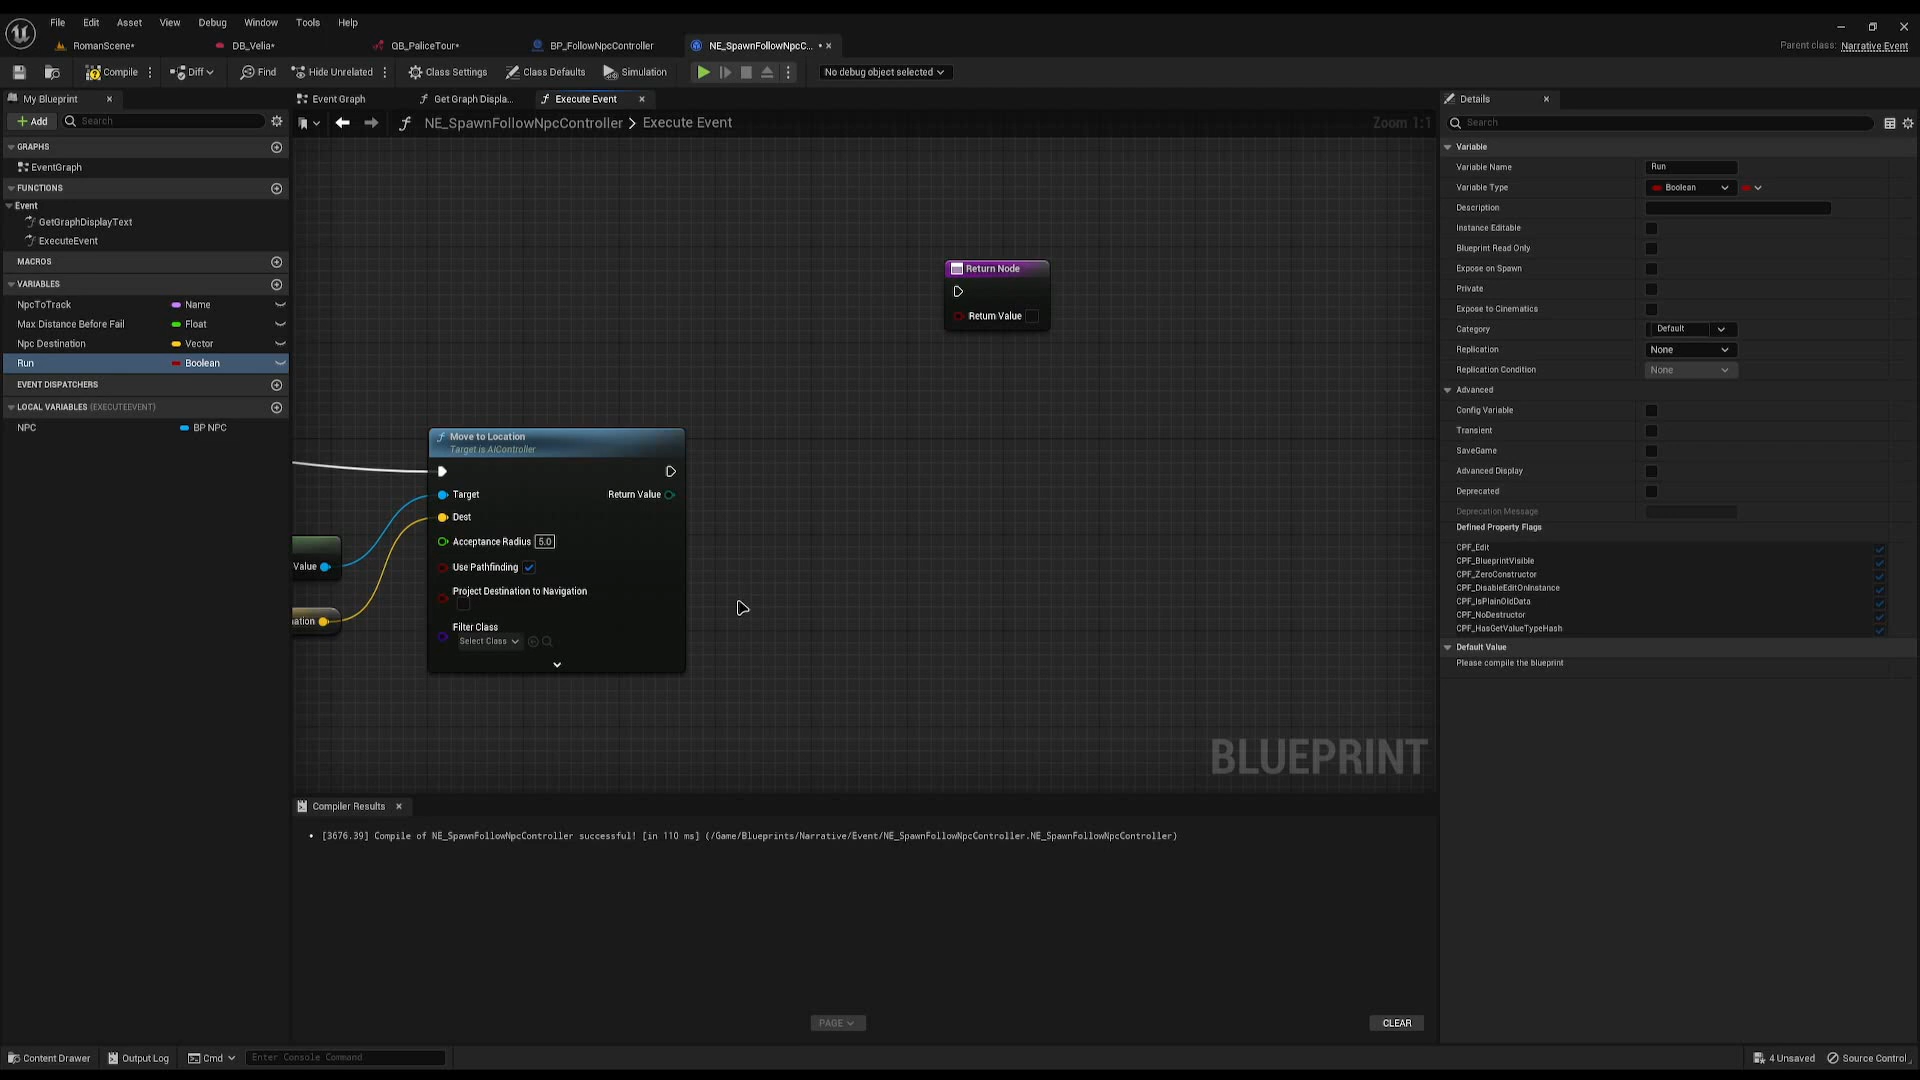 File Edit Asset View Debug Window Tools Help
RomanScene* DB_Velia* QB_PaliceTour* BP_FollowNpcController NE_SpawnFollowNpcC...
Parent class: Narrative Event
Compile Diff Find Hide Unrelated Class Settings Class Defaults Simulation No debug object selected
My Blueprint
Event Graph Get Graph Displa... Execute Event
Details
Add Search
NE_SpawnFollowNpcController > Execute Event
Zoom 1:1
Search
GRAPHS
EventGraph
FUNCTIONS
Event
GetGraphDisplayText
ExecuteEvent
MACROS
VARIABLES
NpcToTrack Name
Max Distance Before Fail Float
Npc Destination Vector
Run Boolean
EVENT DISPATCHERS
LOCAL VARIABLES (EXECUTEEVENT)
NPC BP NPC
Return Node
Return Value
Move to Location
Target is AIController
Target Return Value
Dest
Acceptance Radius 5.0
Use Pathfinding
Project Destination to Navigation
Filter Class
Select Class
Value
ation
BLUEPRINT
Variable
Variable Name Run
Variable Type Boolean
Description
Instance Editable
Blueprint Read Only
Expose on Spawn
Private
Expose to Cinematics
Category Default
Replication None
Replication Condition None
Advanced
Config Variable
Transient
SaveGame
Advanced Display
Deprecated
Deprecation Message
Defined Property Flags
CPF_Edit
CPF_BlueprintVisible
CPF_ZeroConstructor
CPF_DisableEditOnInstance
CPF_IsPlainOldData
CPF_NoDestructor
CPF_HasGetValueTypeHash
Default Value
Please compile the blueprint
Compiler Results
[3676.39] Compile of NE_SpawnFollowNpcController successful! [in 110 ms] (/Game/Blueprints/Narrative/Event/NE_SpawnFollowNpcController.NE_SpawnFollowNpcController)
PAGE
CLEAR
Content Drawer Output Log Cmd Enter Console Command
4 Unsaved Source Control